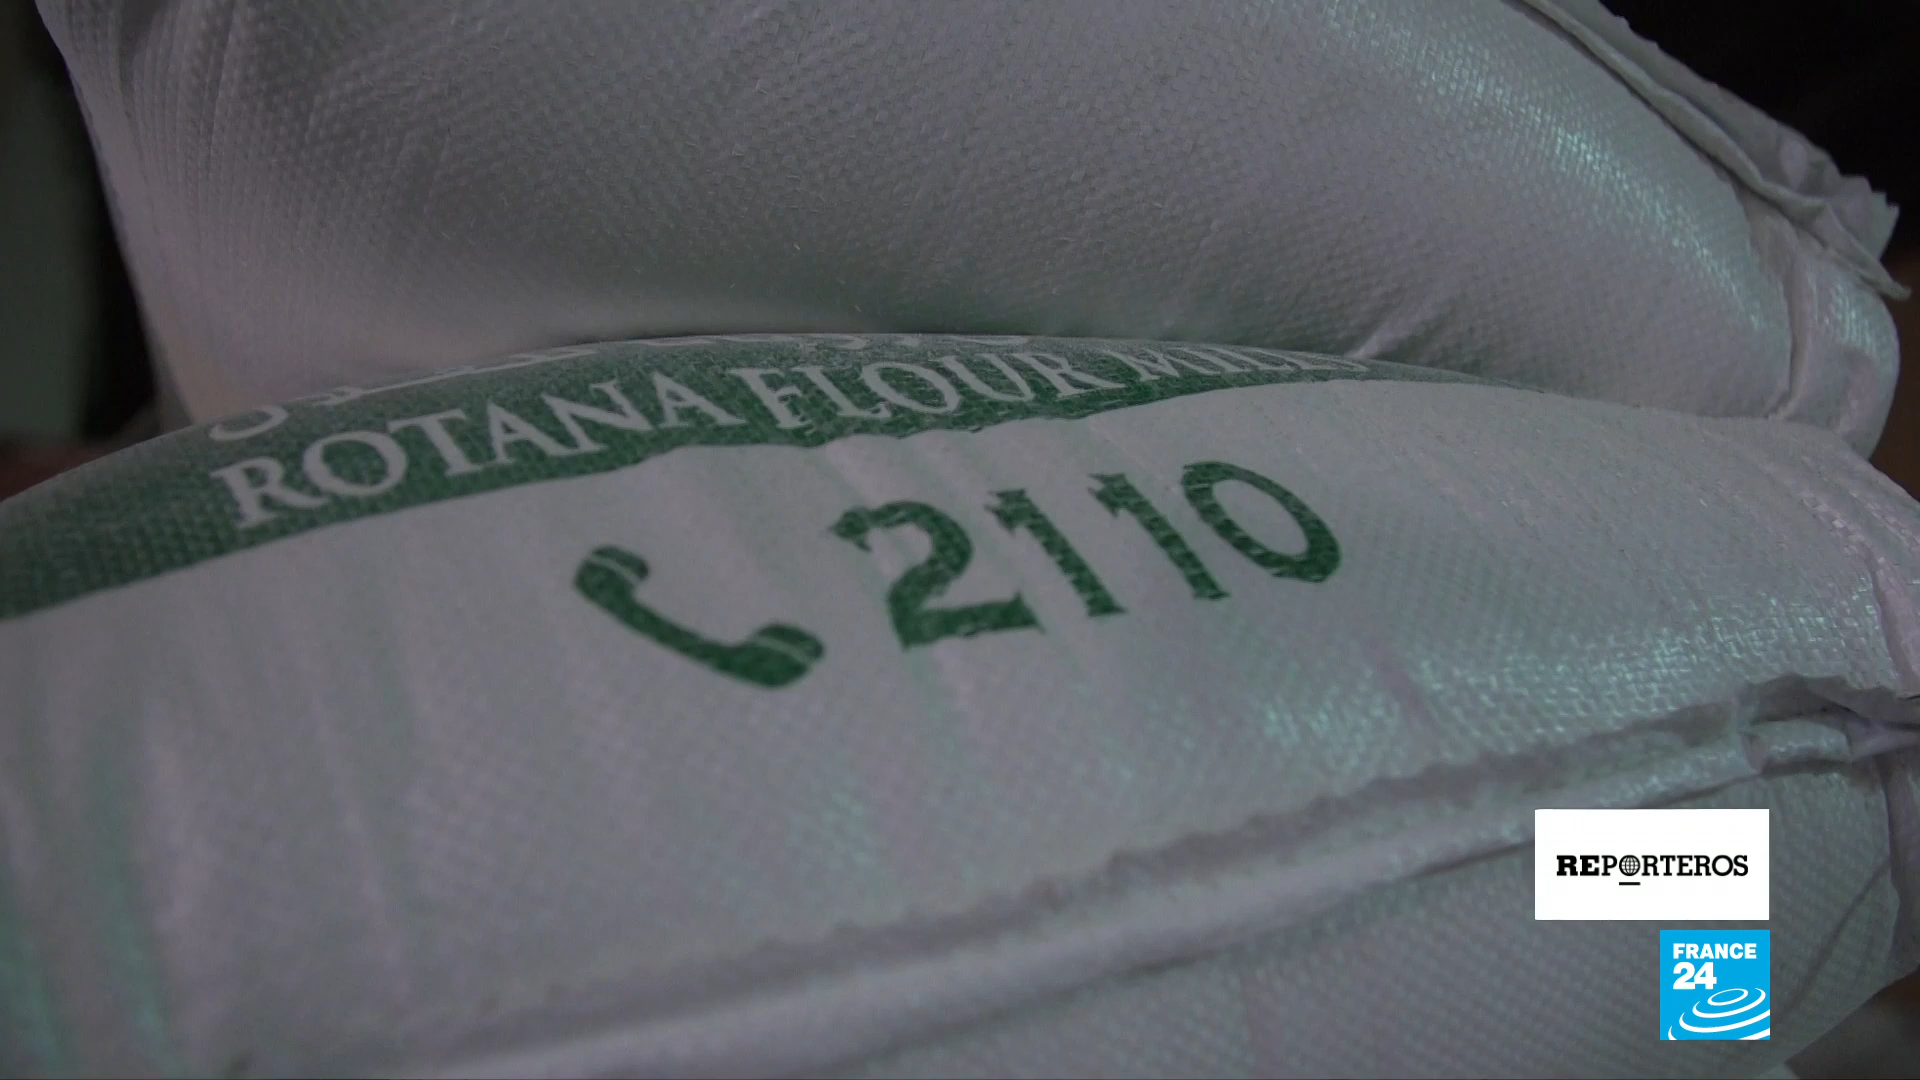 ROTANA FLOUR MILLS
2110
REPORTEROS
FRANCE
24